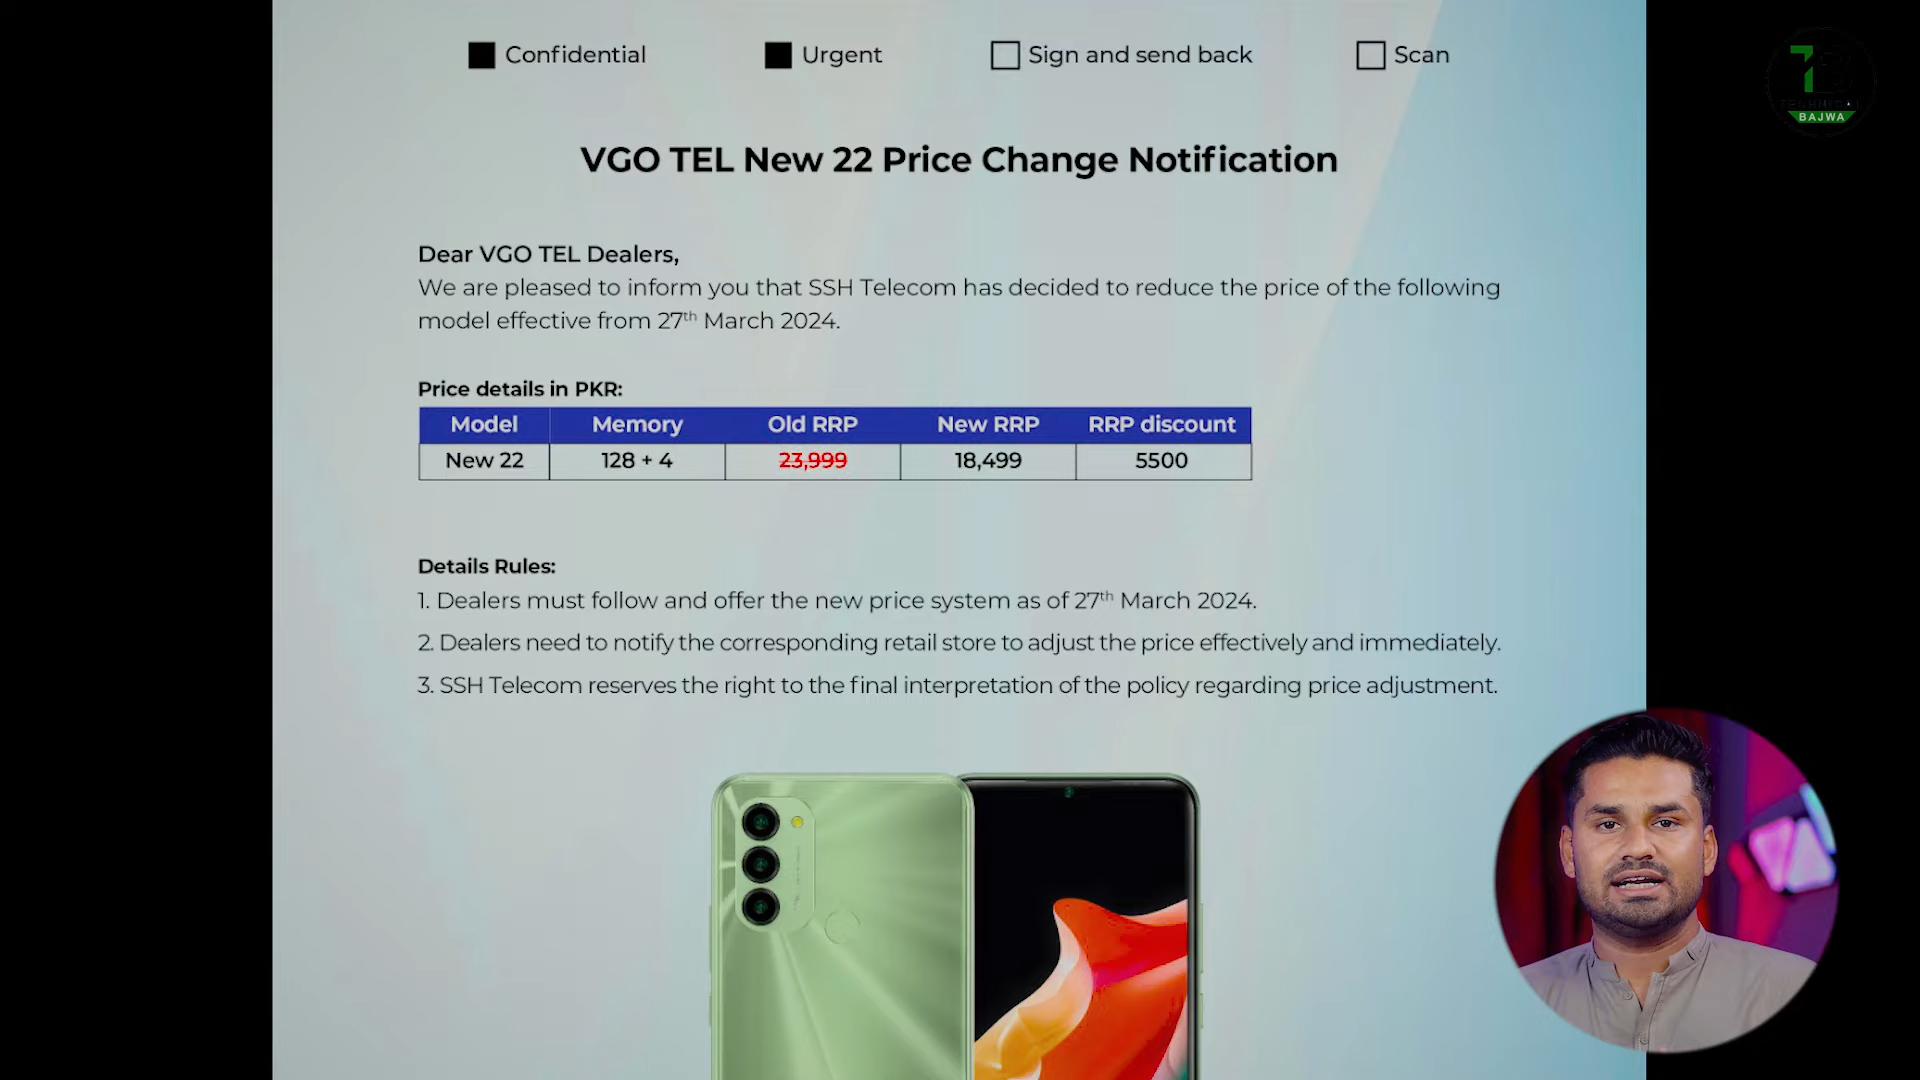 Confidential Urgent Sign and send back Scan
VGO TEL New 22 Price Change Notification
Dear VGO TEL Dealers,
We are pleased to inform you that SSH Telecom has decided to reduce the price of the following
model effective from 27th March 2024.
Price details in PKR:
Model Memory Old RRP New RRP RRP discount
New 22 128 + 4 23,999 18,499 5500
Details Rules:
1. Dealers must follow and offer the new price system as of 27th March 2024.
2. Dealers need to notify the corresponding retail store to adjust the price effectively and immediately.
3. SSH Telecom reserves the right to the final interpretation of the policy regarding price adjustment.
TECHNICAL
BAJWA